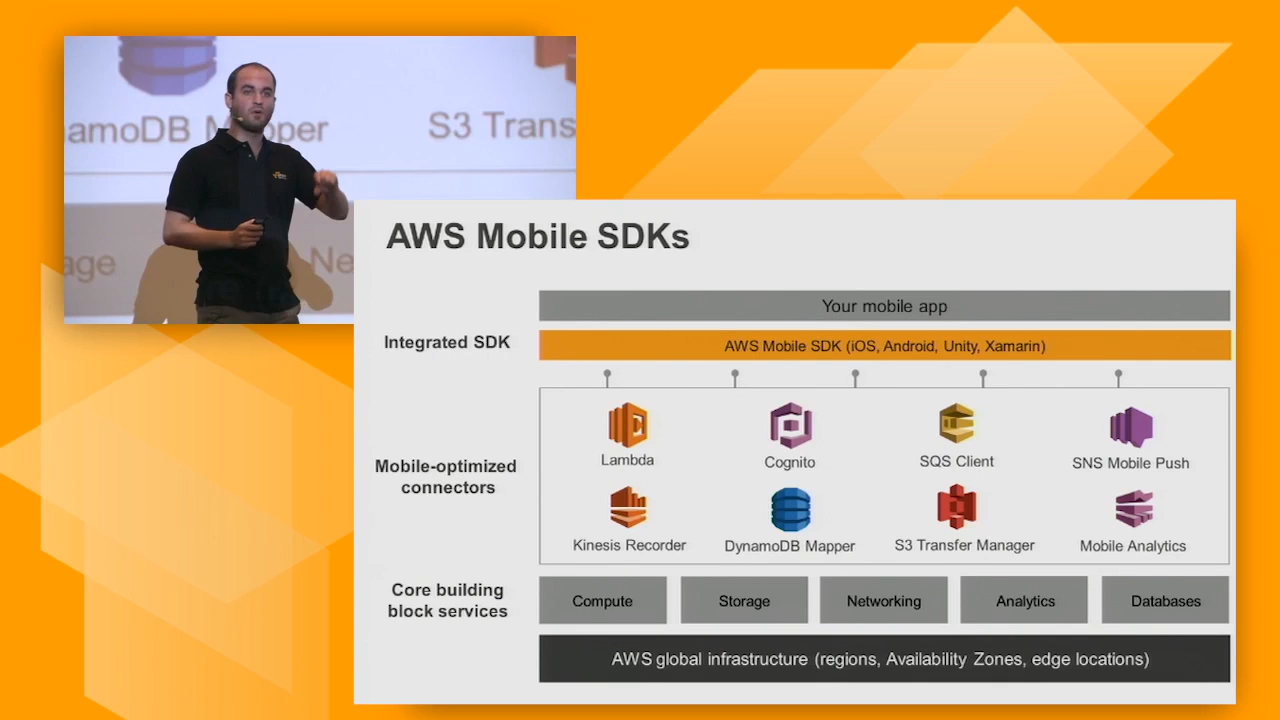 amoDB Mapper
S3 Trans
age
Ne
AWS Mobile SDKs
Your mobile app
Integrated SDK
AWS Mobile SDK (iOS, Android, Unity, Xamarin)
Mobile-optimized
connectors
Lambda
Cognito
SQS Client
SNS Mobile Push
Kinesis Recorder
DynamoDB Mapper
S3 Transfer Manager
Mobile Analytics
Core building
block services
Compute
Storage
Networking
Analytics
Databases
AWS global infrastructure (regions, Availability Zones, edge locations)